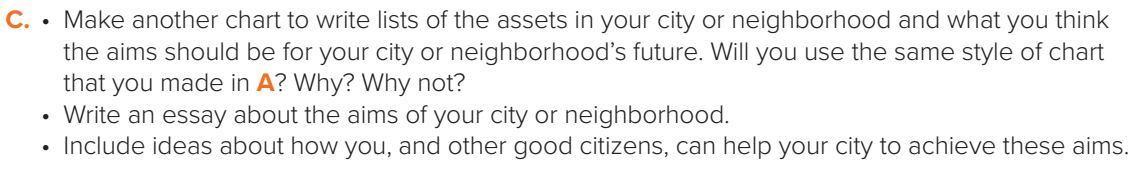 C. • Make another chart to write lists of the assets in your city or neighborhood and what you think
the aims should be for your city or neighborhood’s future. Will you use the same style of chart
that you made in A? Why? Why not?
• Write an essay about the aims of your city or neighborhood.
• Include ideas about how you, and other good citizens, can help your city to achieve these aims.